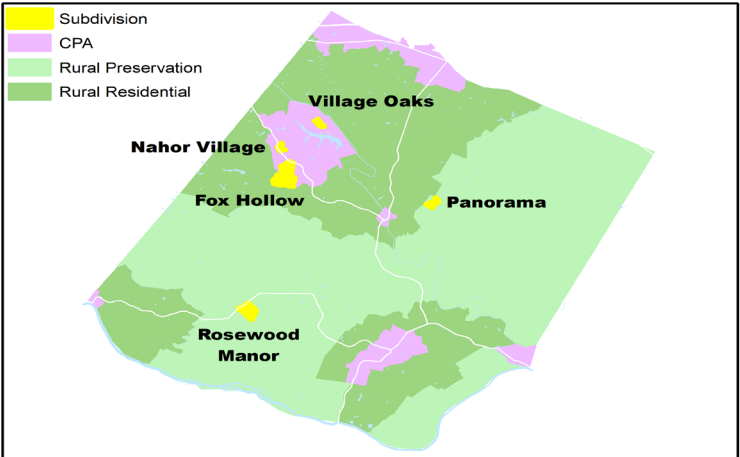 Subdivision
CPA
Rural Preservation
Rural Residential
Village Oaks
Nahor Village
Fox Hollow
Panorama
Rosewood
Manor